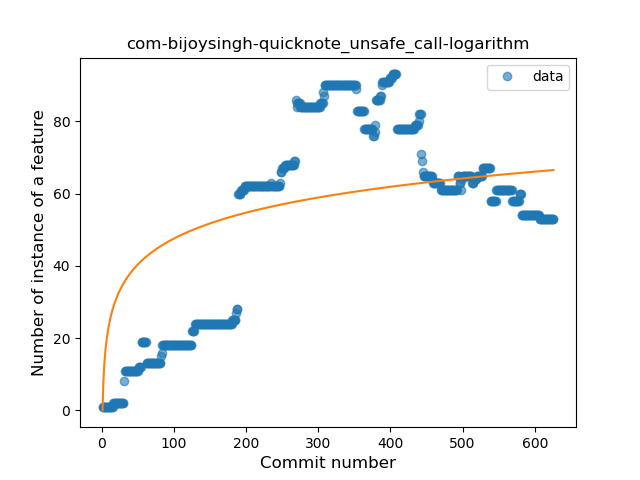 com-bijoysingh-quicknote_unsafe_call-logarithm
data
Number of instance of a feature
80
60
40
20
0
0 100 200 300 400 500 600
Commit number